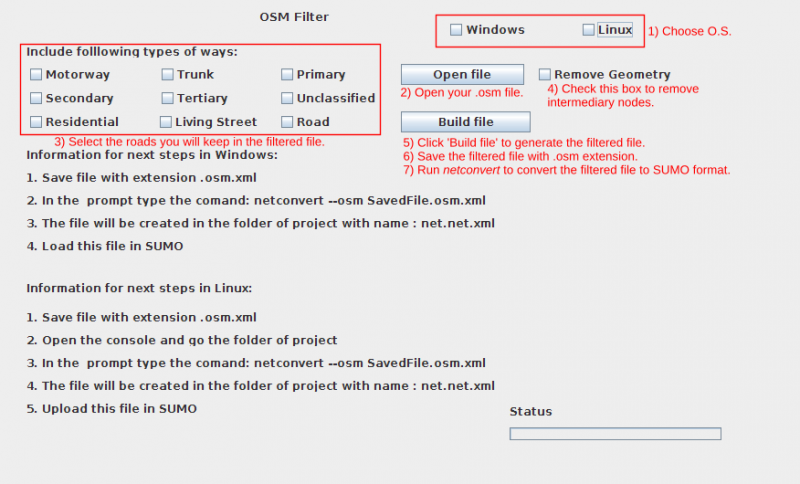 OSM Filter
Windows
Linux
1) Choose O.S.
Include folllowing types of ways:
Motorway
Trunk
Primary
Open file
Remove Geometry
2) Open your .osm file.
4) Check this box to remove
intermediary nodes.
Secondary
Tertiary
Unclassified
Residential
Living Street
Road
Build file
3) Select the roads you will keep in the filtered file.
5) Click 'Build file' to generate the filtered file.
6) Save the filtered file with .osm extension.
7) Run netconvert to convert the filtered file to SUMO format.
Information for next steps in Windows:
1. Save file with extension .osm.xml
2. In the  prompt type the comand: netconvert --osm SavedFile.osm.xml
3. The file will be created in the folder of project with name : net.net.xml
4. Load this file in SUMO
Information for next steps in Linux:
1. Save file with extension .osm.xml
2. Open the console and go the folder of project
3. In the  prompt type the comand: netconvert --osm SavedFile.osm.xml
4. The file will be created in the folder of project with name : net.net.xml
5. Upload this file in SUMO
Status